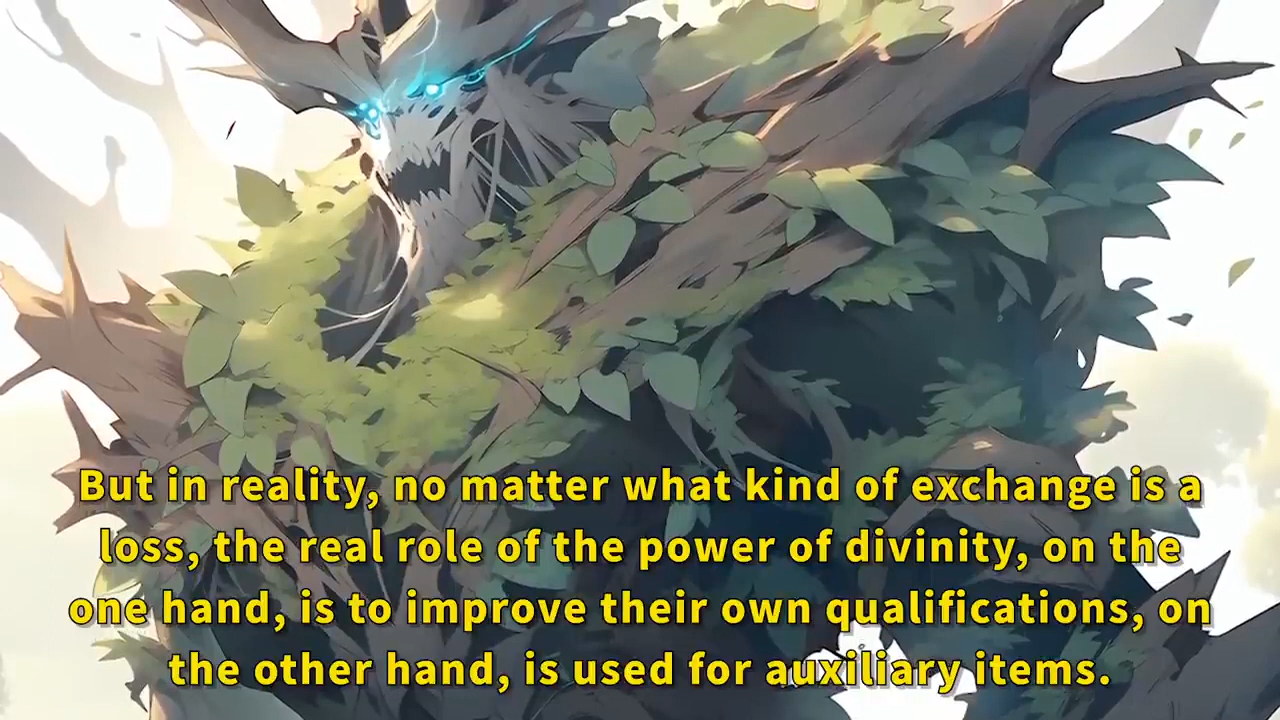 But in reality, no matter what kind of exchange is a
loss, the real role of the power of divinity, on the
one hand, is to improve their own qualifications, on
the other hand, is used for auxiliary items.